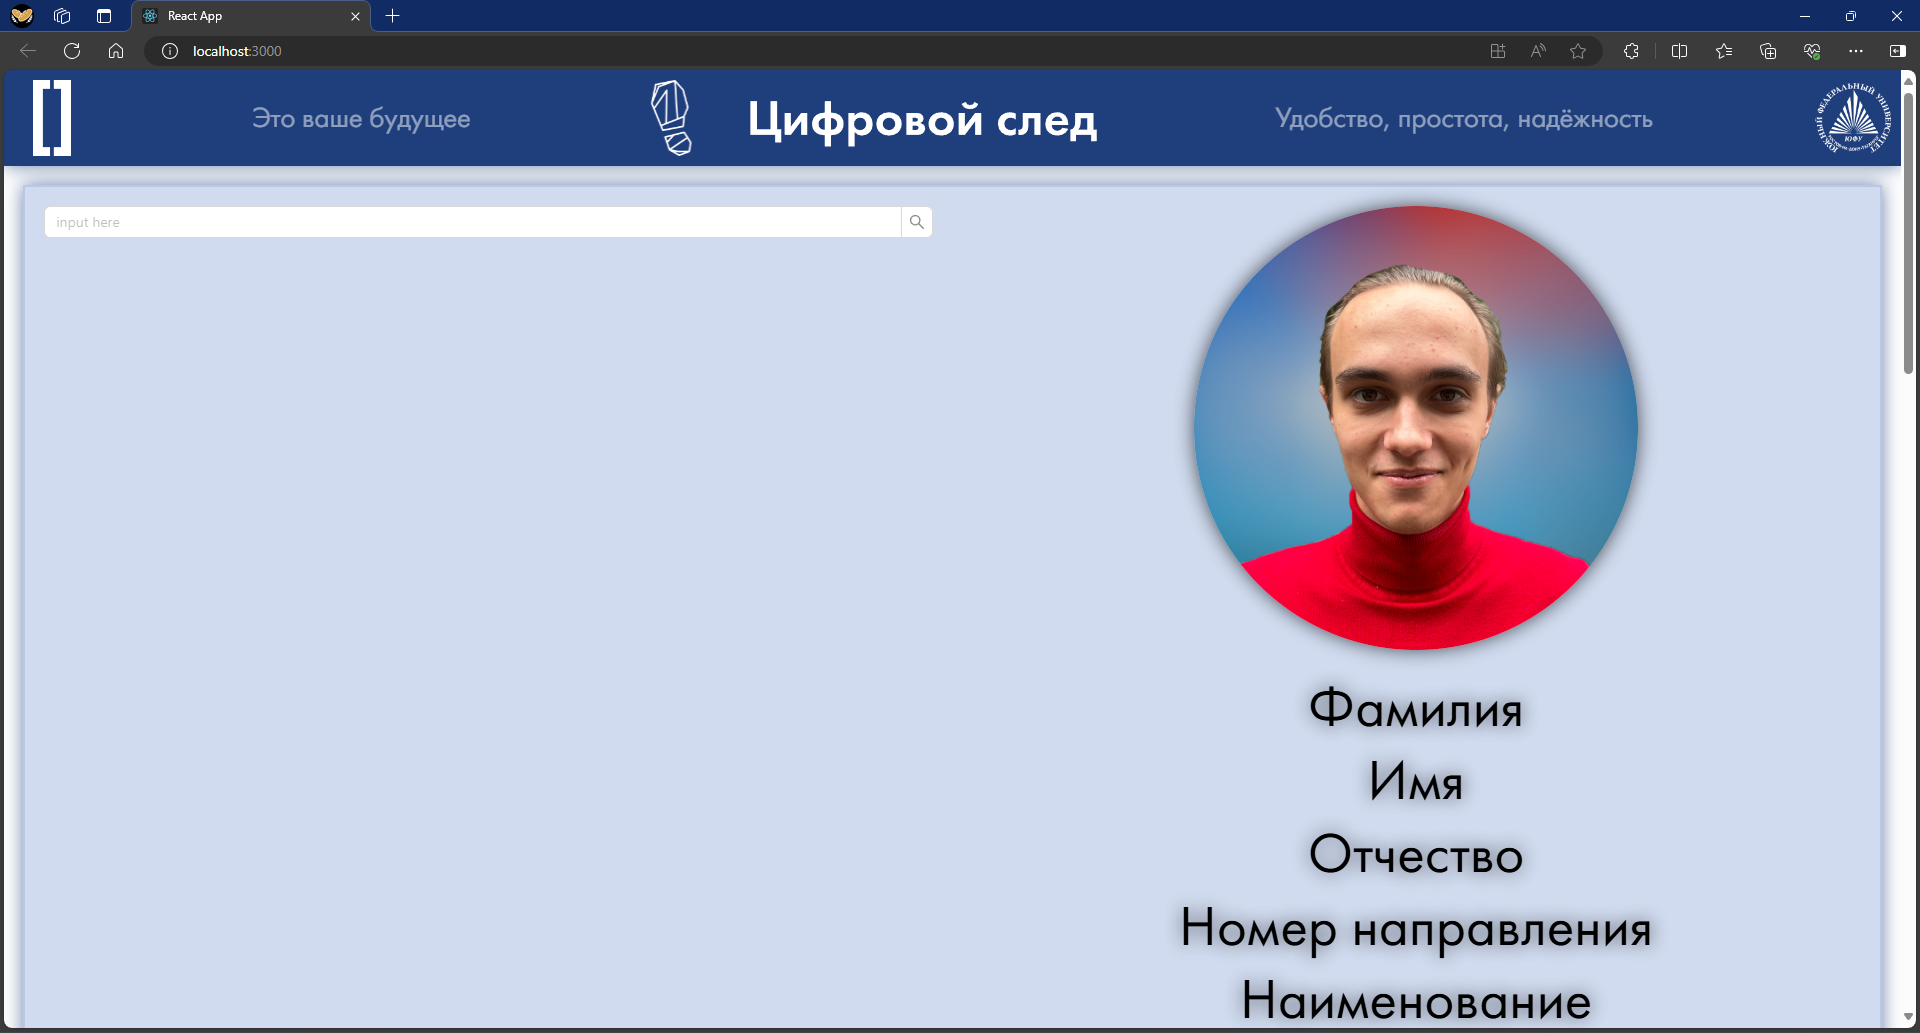 React App
localhost:3000
Это ваше будущее
Цифровой след
Удобство, простота, надёжность
ЮЖНЫЙ ФЕДЕРАЛЬНЫЙ УНИВЕРСИТЕТ
ЮФУ
input here
Фамилия
Имя
Отчество
Номер направления
Наименование